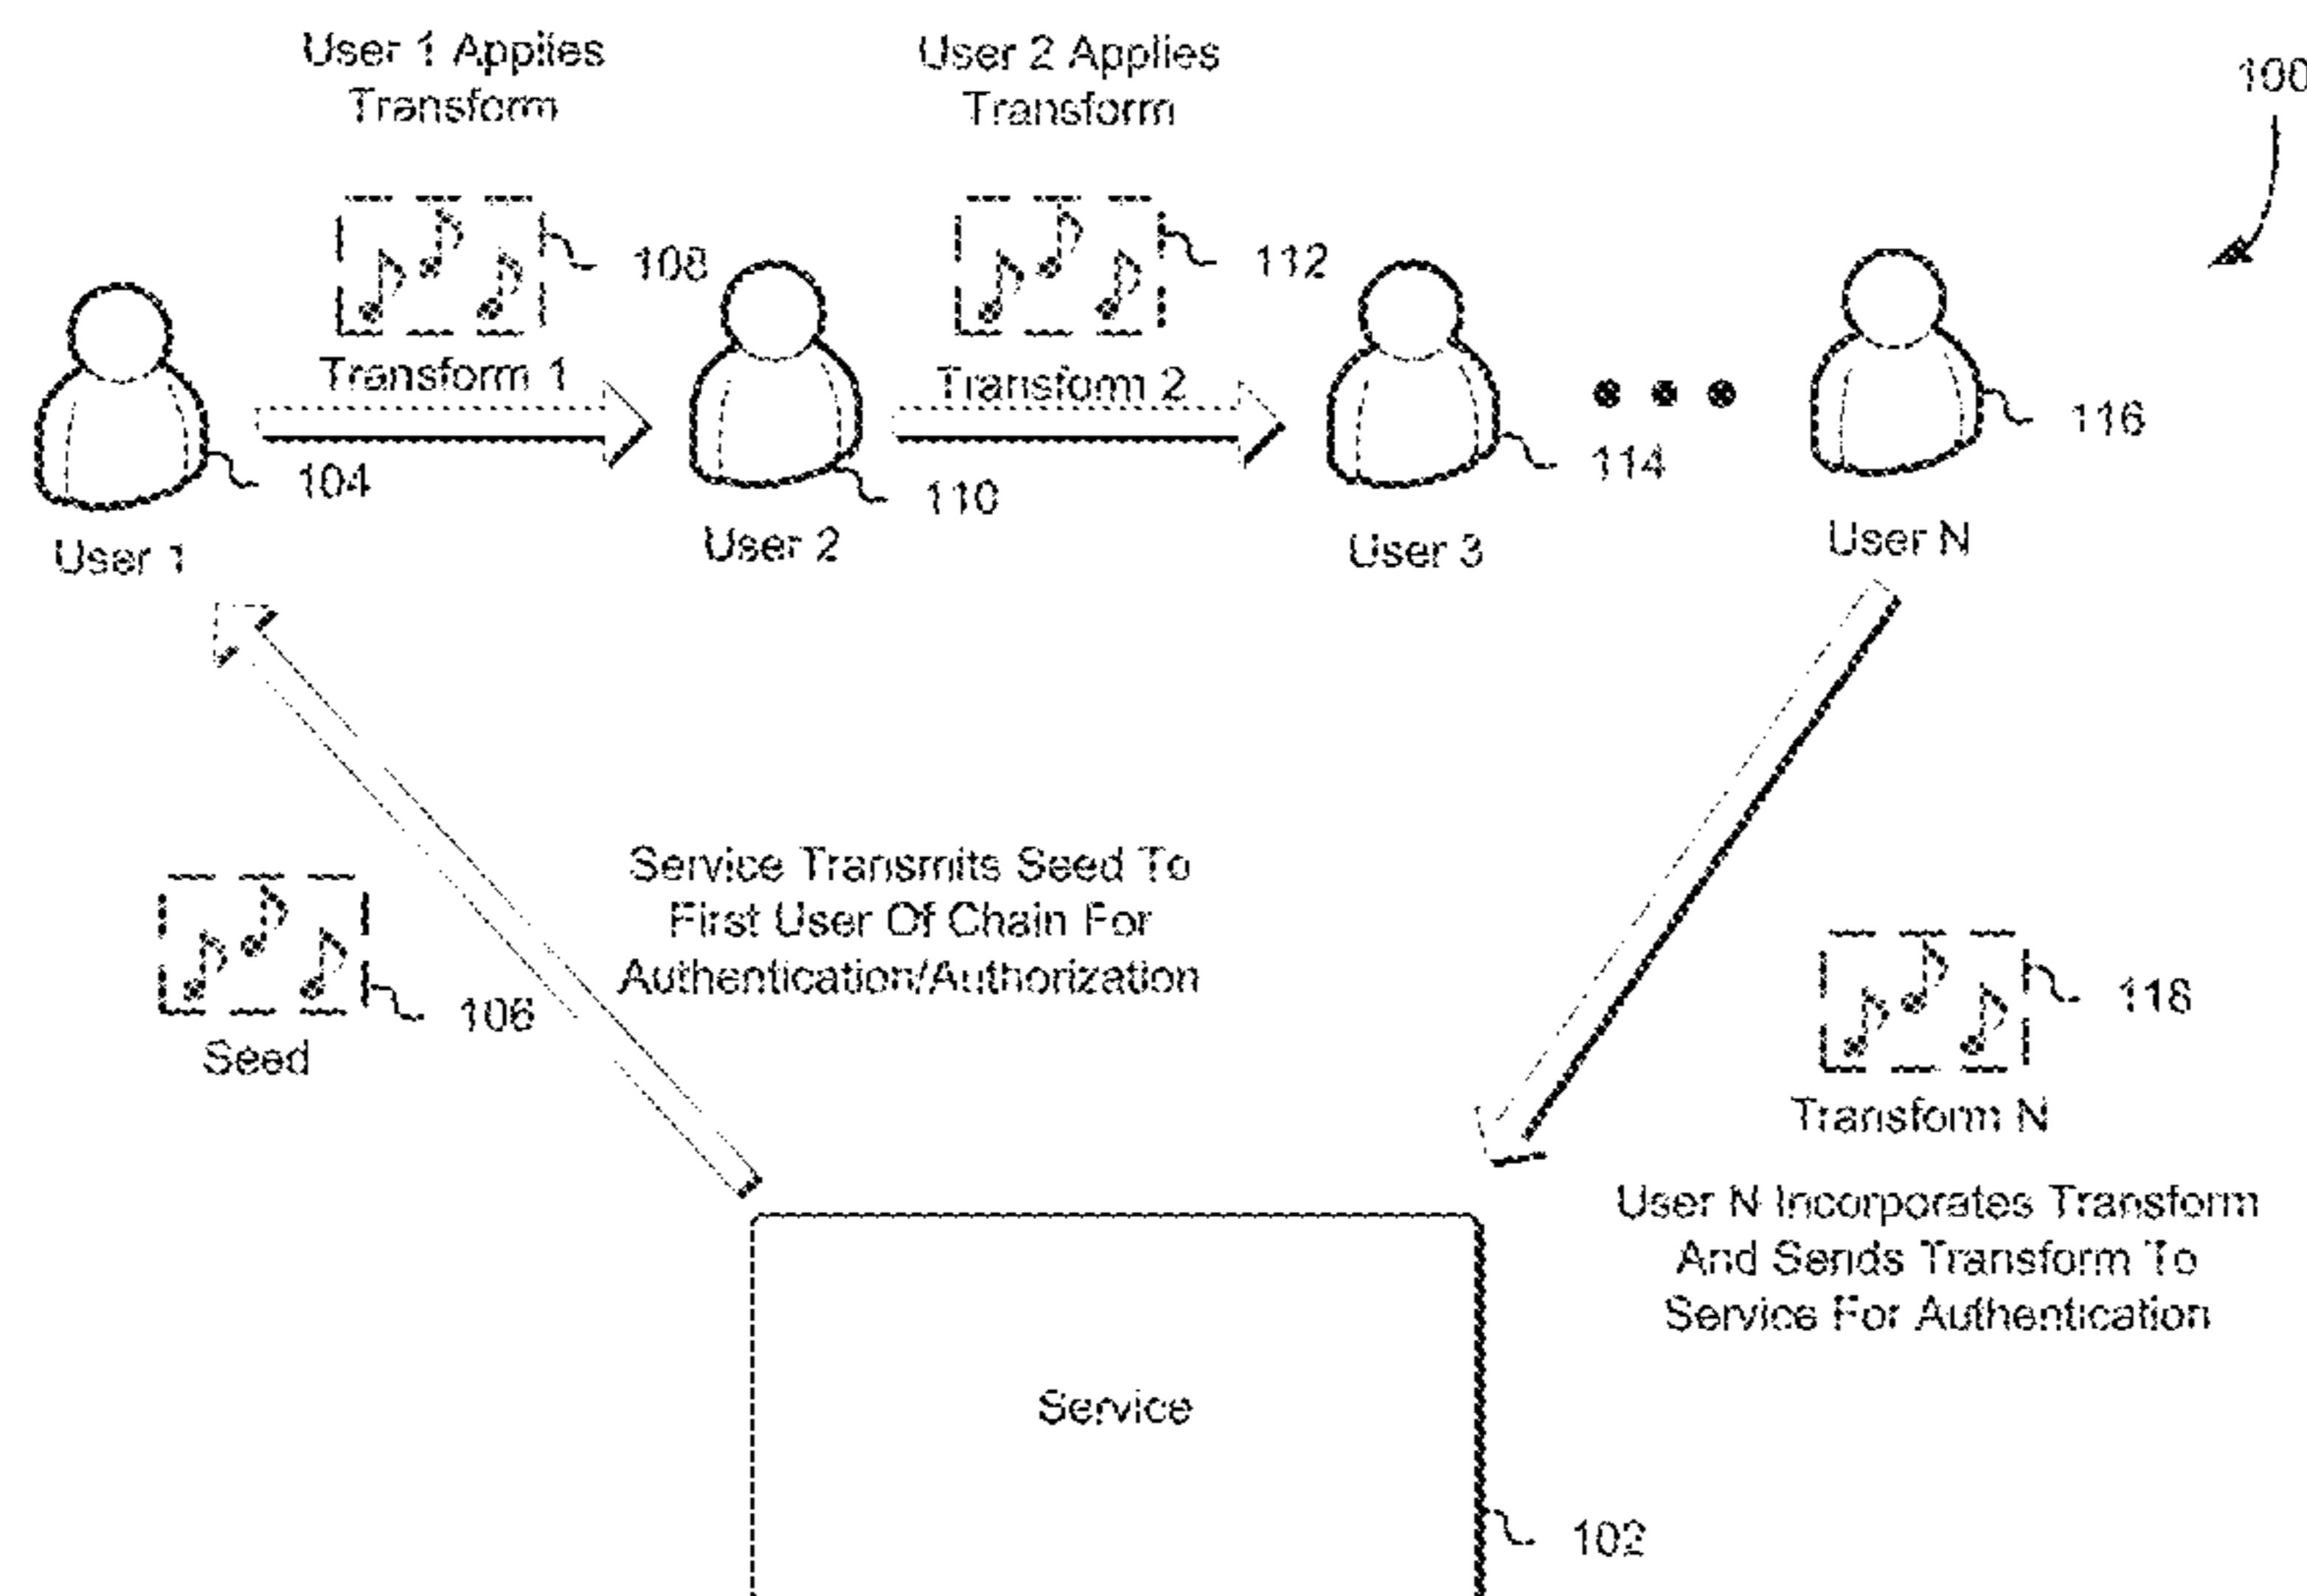 User 1 Applies
Transform
User 2 Applies
Transform
100
108
112
Transform 1
Transform 2
104
110
114
116
User 1
User 2
User 3
User N
Service Transmits Seed To
First User Of Chain For
Authentication/Authorization
106
Seed
118
Transform N
User N Incorporates Transform
And Sends Transform To
Service For Authentication
Service
102